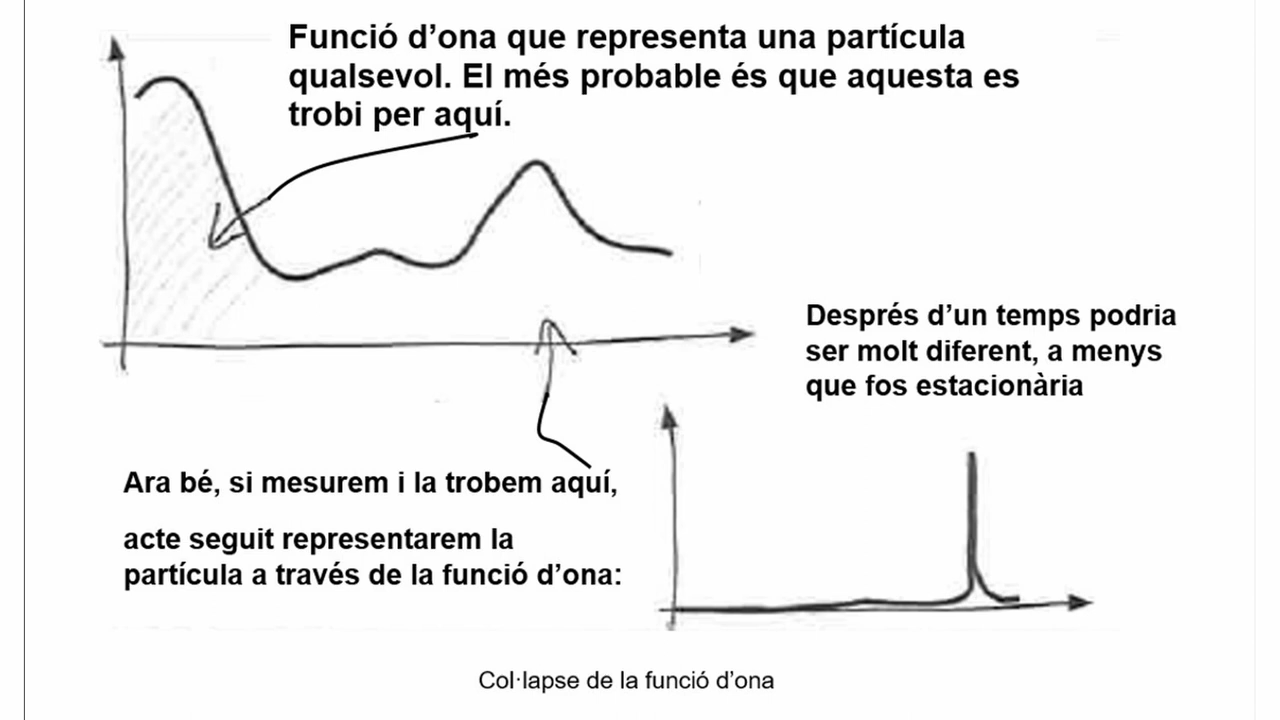 Funció d’ona que representa una partícula
qualsevol. El més probable és que aquesta es
trobi per aquí.
Després d’un temps podria
ser molt diferent, a menys
que fos estacionària
Ara bé, si mesurem i la trobem aquí,
acte seguit representarem la
partícula a través de la funció d’ona:
Col·lapse de la funció d’ona